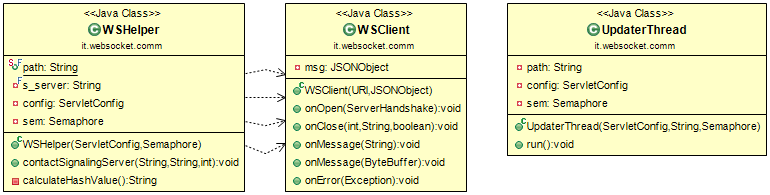 <<Java Class>>
WSHelper
it.websocket.comm
path: String
s_server: String
config: ServletConfig
sem: Semaphore
WSHelper(ServletConfig,Semaphore)
contactSignalingServer(String,String,int):void
calculateHashValue():String
<<Java Class>>
WSClient
it.websocket.comm
msg: JSONObject
WSClient(URI,JSONObject)
onOpen(ServerHandshake):void
onClose(int,String,boolean):void
onMessage(String):void
onMessage(ByteBuffer):void
onError(Exception):void
<<Java Class>>
UpdaterThread
it.websocket.comm
path: String
config: ServletConfig
sem: Semaphore
UpdaterThread(ServletConfig,String,Semaphore)
run():void